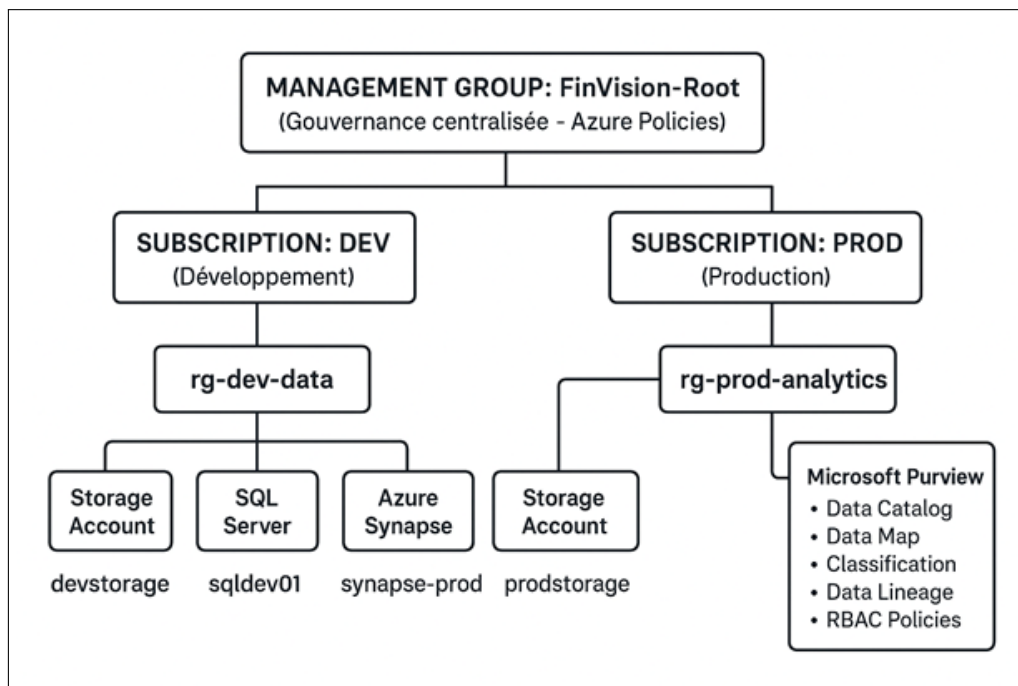 MANAGEMENT GROUP: FinVision-Root
(Gouvernance centralisée - Azure Policies)
SUBSCRIPTION: DEV
(Développement)
SUBSCRIPTION: PROD
(Production)
rg-dev-data
rg-prod-analytics
Storage
Account
devstorage
SQL
Server
sqldev01
Azure
Synapse
synapse-prod
Storage
Account
prodstorage
Microsoft Purview
• Data Catalog
• Data Map
• Classification
• Data Lineage
• RBAC Policies